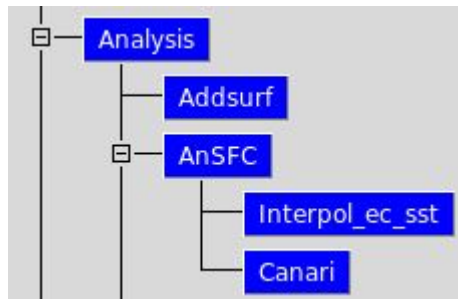 Analysis
Addsurf
AnSFC
Interpol_ec_sst
Canari